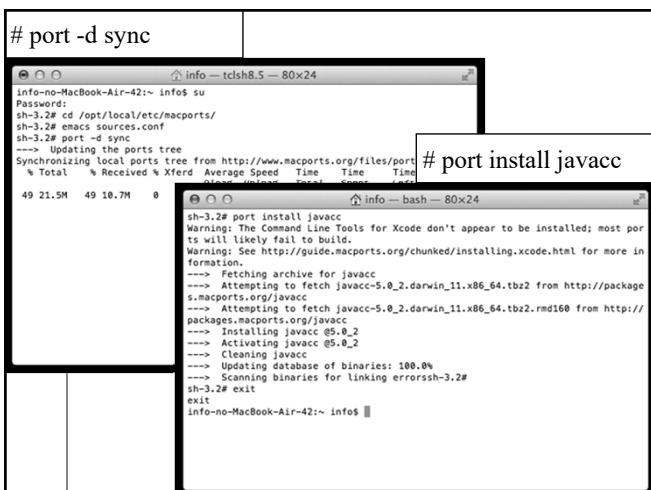 # port -d sync
info — tclsh8.5 — 80×24
info-no-MacBook-Air-42:~ info$ su
Password:
sh-3.2# cd /opt/local/etc/macports/
sh-3.2# emacs sources.conf
sh-3.2# port -d sync
---> Updating the ports tree
Synchronizing local ports tree from http://www.macports.org/files/port
% Total % Received % Xferd Average Speed Time Time Time
49 21.5M 49 10.7M 0
# port install javacc
info — bash — 80×24
sh-3.2# port install javacc
Warning: The Command Line Tools for Xcode don't appear to be installed; most por
ts will likely fail to build.
Warning: See http://guide.macports.org/chunked/installing.xcode.html for more in
formation.
---> Fetching archive for javacc
---> Attempting to fetch javacc-5.0_2.darwin_11.x86_64.tbz2 from http://package
s.macports.org/javacc
---> Attempting to fetch javacc-5.0_2.darwin_11.x86_64.tbz2.rmd160 from http://
packages.macports.org/javacc
---> Installing javacc @5.0_2
---> Activating javacc @5.0_2
---> Cleaning javacc
---> Updating database of binaries: 100.0%
---> Scanning binaries for linking errorssh-3.2#
sh-3.2# exit
exit
info-no-MacBook-Air-42:~ info$